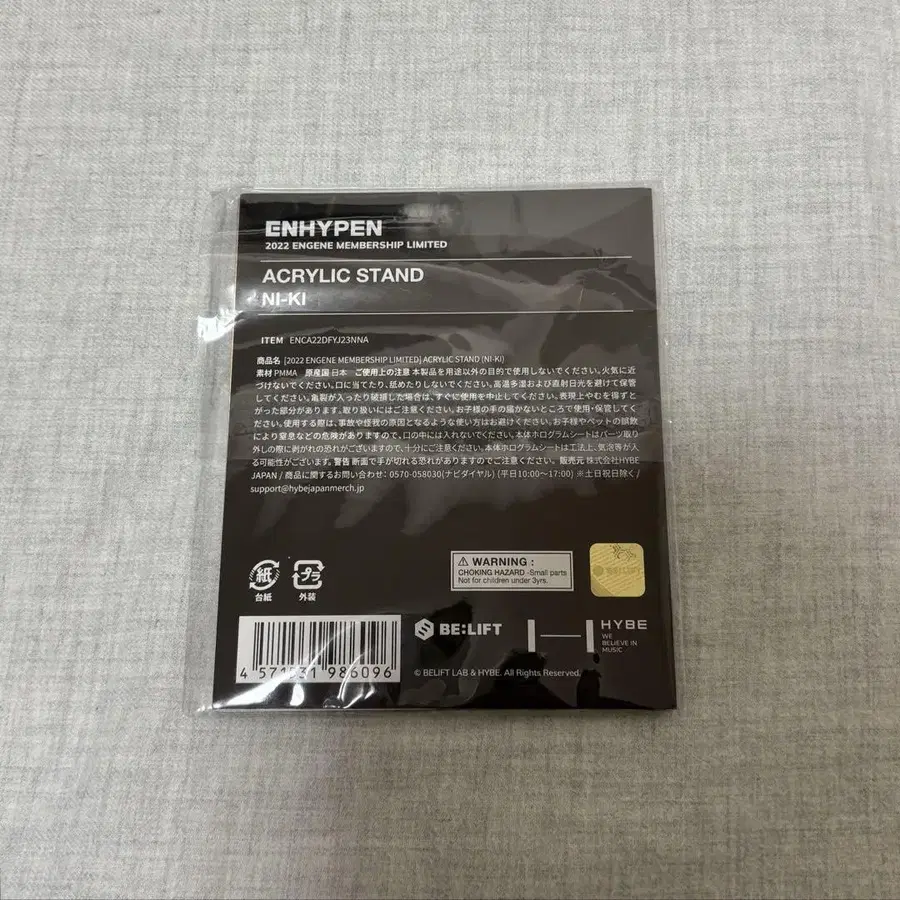 ENHYPEN
2022 ENGENE MEMBERSHIP LIMITED
ACRYLIC STAND
NI-KI
ITEM ENCA22DFYJ23NNA
商品名 [2022 ENGENE MEMBERSHIP LIMITED] ACRYLIC STAND (NI-KI)
素材 PMMA 原産国 日本 ご使用上の注意 本製品を用途以外の目的で使用しないでください。火気に近
づけないでください。口に当てたり、舐めたりしないでください。高温多湿および直射日光を避けて保管
してください。亀裂が入ったり破損した場合は、すぐに使用を中止してください。表現上やむを得ずと
がった部分があります。取り扱いにはご注意ください。お子様の手の届かないところで使用・保管してく
ださい。使用する際は、事故や怪我の原因となるような使い方はお避けください。お子様やペットの誤飲
により窒息などの危険がありますので、口の中には入れないでください。本体ホログラムシートはパーツ取り
外しの際に剥がれの恐れがございますので、十分にご注意ください。本体ホログラムシートは工法上、気泡等が入
る可能性がございます。警告 断面で手が切れる恐れがありますのでご注意ください。販売元 株式会社HYBE
JAPAN / 商品に関するお問い合わせ: 0570-058030(ナビダイヤル) (平日10:00~17:00) ※土日祝日除く /
support@hybejapanmerch.jp
紙
台紙
プラ
外装
⚠ WARNING :
CHOKING HAZARD -Small parts
Not for children under 3yrs.
BE:LIFT
4 571531 986096
BE:LIFT
HYBE
WE
BELIEVE IN
MUSIC
© BELIFT LAB & HYBE. All Rights Reserved.